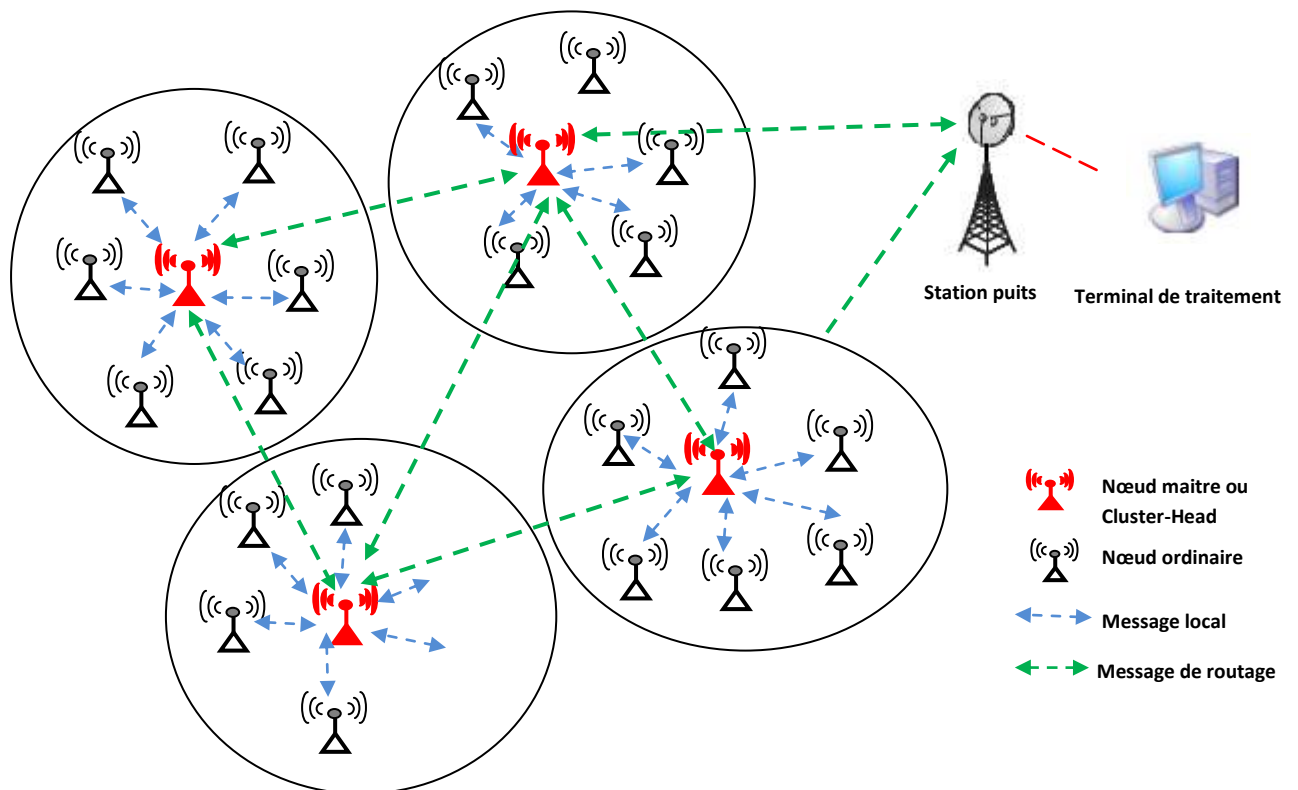 Station puits
Terminal de traitement
Nœud maitre ou
Cluster-Head
Nœud ordinaire
Message local
Message de routage